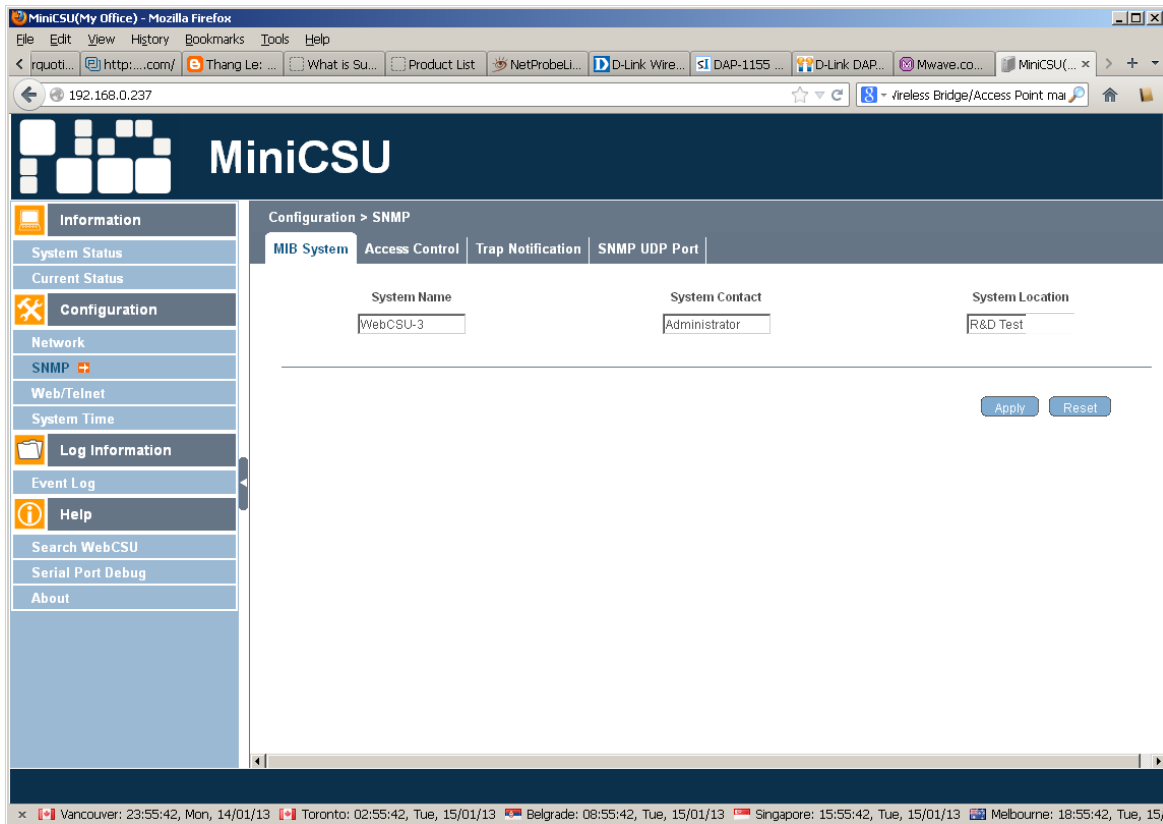 MiniCSU(My Office) - Mozilla Firefox
File Edit View History Bookmarks Tools Help
rquoti... http:....com/ Thang Le: ... What is Su... Product List NetProbeLi... D-Link Wire... DAP-1155 ... D-Link DAP... Mwave.co... MiniCSU(... ×
192.168.0.237 Bridge/Access Point
MiniCSU
Information
System Status
Current Status
Configuration
Network
SNMP
Web/Telnet
System Time
Log Information
Event Log
Help
Search WebCSU
Serial Port Debug
About
Configuration > SNMP
MIB System Access Control Trap Notification SNMP UDP Port
System Name System Contact System Location
WebCSU-3 Administrator R&D Test
Apply Reset
× Vancouver: 23:55:42, Mon, 14/01/13 Toronto: 02:55:42, Tue, 15/01/13 Belgrade: 08:55:42, Tue, 15/01/13 Singapore: 15:55:42, Tue, 15/01/13 Melbourne: 18:55:42, Tue, 15/